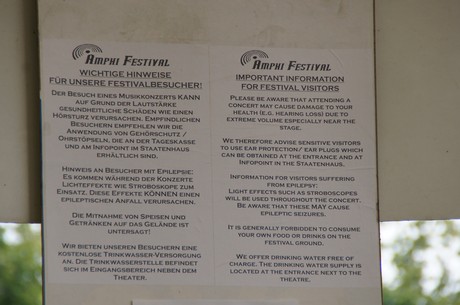 Amphi Festival
Wichtige Hinweise
für unsere Festivalbesucher!
Der Besuch eines Musikkonzerts KANN
auf Grund der Lautstärke
gesundheitliche Schäden wie einen
Hörsturz verursachen. Empfindlichen
Besuchern empfehlen wir die
Anwendung von Gehörschutz /
Ohrstöpseln, die an der Tageskasse
und am Infopoint im Staatenhaus
erhältlich sind.
Hinweis an Besucher mit Epilepsie:
Es kommen während der Konzerte
Lichteffekte wie Stroboskope zum
Einsatz. Diese Effekte KÖNNEN einen
epileptischen Anfall verursachen.
Die Mitnahme von Speisen und
Getränken auf das Gelände ist
untersagt!
Wir bieten unseren Besuchern eine
kostenlose Trinkwasser-Versorgung
an. Die Trinkwasserstelle befindet
sich im Eingangsbereich neben dem
Theater.
Amphi Festival
Important Information
for Festival Visitors
Please be aware that attending a
concert may cause damage to your
health (e.g. hearing loss) due to
extreme volume especially near the
stage.
We therefore advise sensitive visitors
to use ear protection/ ear plugs which
can be obtained at the entrance and at
Infopoint in the Staatenhaus.
Information for visitors suffering
from epilepsy:
Light effects such as stroboscopes
will be used throughout the concert.
Be aware that these MAY cause
epileptic seizures.
It is generally forbidden to consume
your own food or drinks on the
festival ground.
We offer drinking water free of
charge. The drinking water supply is
located at the entrance next to the
theatre.